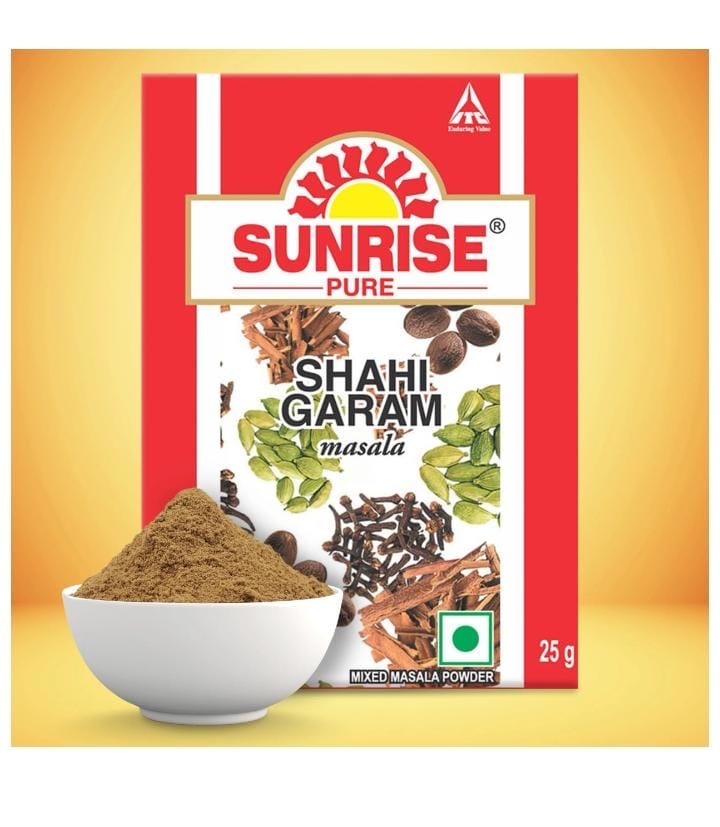 ITC
Enduring Value
SUNRISE®
PURE
SHAHI
GARAM
masala
25 g
MIXED MASALA POWDER